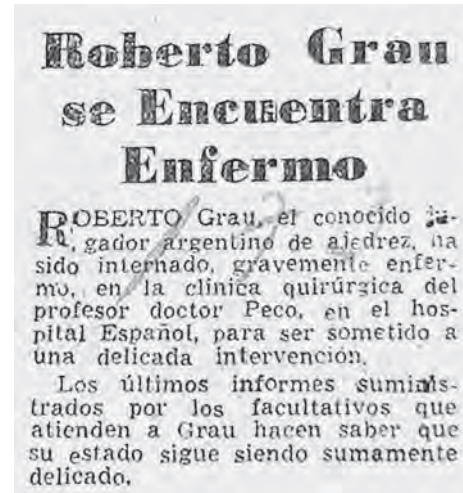 Roberto Grau
se Encuentra
Enfermo
ROBERTO Grau, el conocido ju-
gador argentino de ajedrez, ha
sido internado, gravemente enfer-
mo, en la clínica quirúrgica del
profesor doctor Peco, en el hos-
pital Español, para ser sometido a
una delicada intervención.
Los últimos informes suminis-
trados por los facultativos que
atienden a Grau hacen saber que
su estado sigue siendo sumamente
delicado.